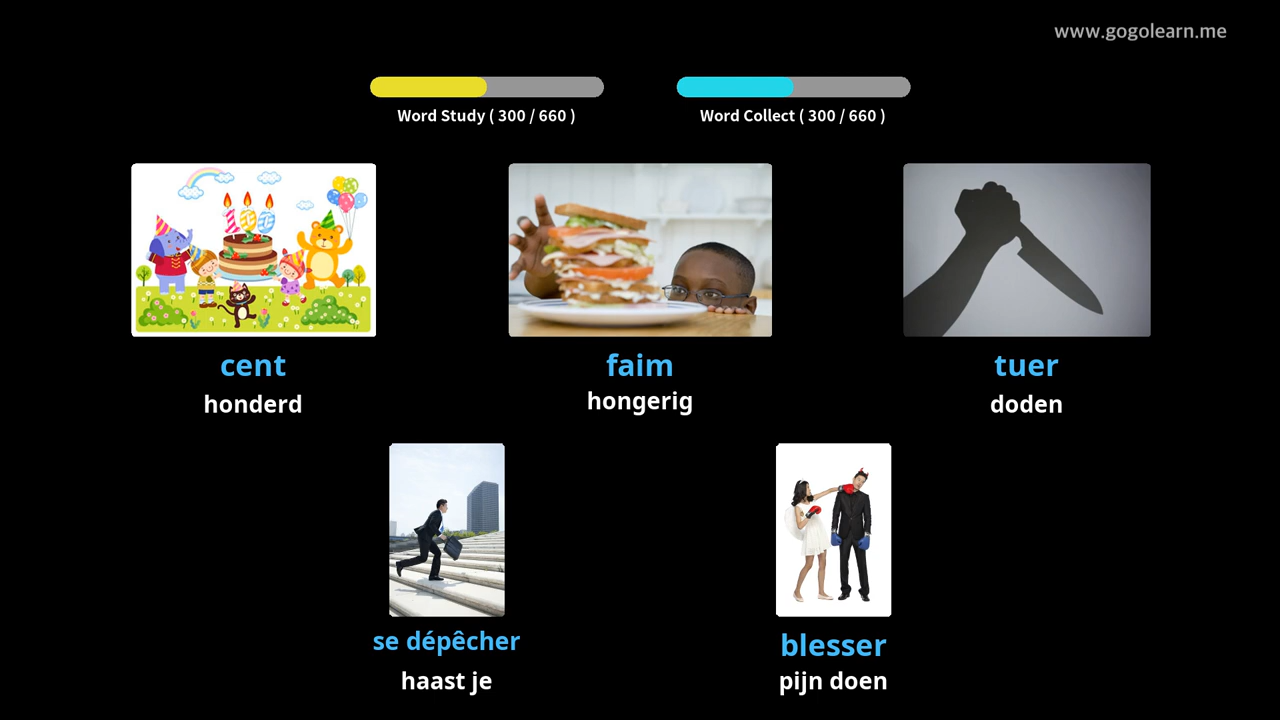 www.gogolearn.me
Word Study ( 300 / 660 )
Word Collect ( 300 / 660 )
100
cent
honderd
faim
hongerig
tuer
doden
se dépêcher
haast je
blesser
pijn doen